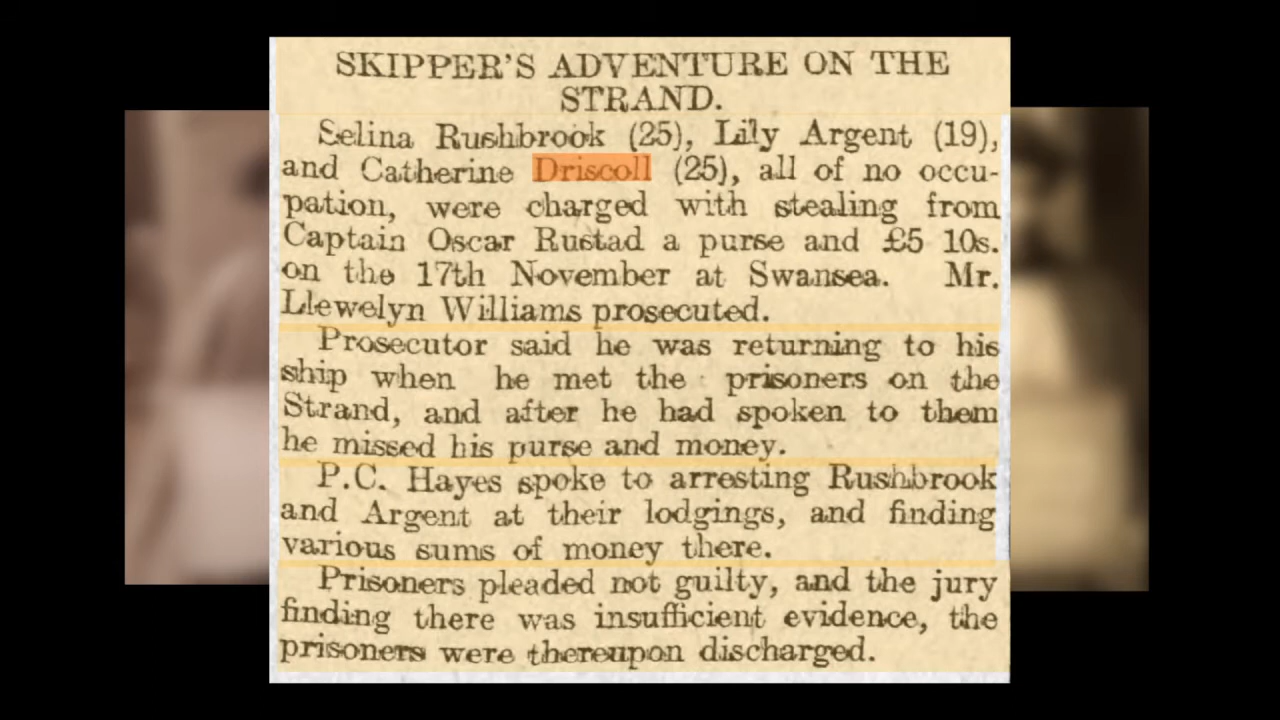 SKIPPER'S ADVENTURE ON THE
STRAND.
Selina Rushbrook (25), Lily Argent (19),
and Catherine Driscoll (25), all of no occu-
pation, were charged with stealing from
Captain Oscar Rustad a purse and £5 10s.
on the 17th November at Swansea. Mr.
Llewelyn Williams prosecuted.
Prosecutor said he was returning to his
ship when he met the prisoners on the
Strand, and after he had spoken to them
he missed his purse and money.
P.C. Hayes spoke to arresting Rushbrook
and Argent at their lodgings, and finding
various sums of money there.
Prisoners pleaded not guilty, and the jury
finding there was insufficient evidence, the
prisoners were thereupon discharged.